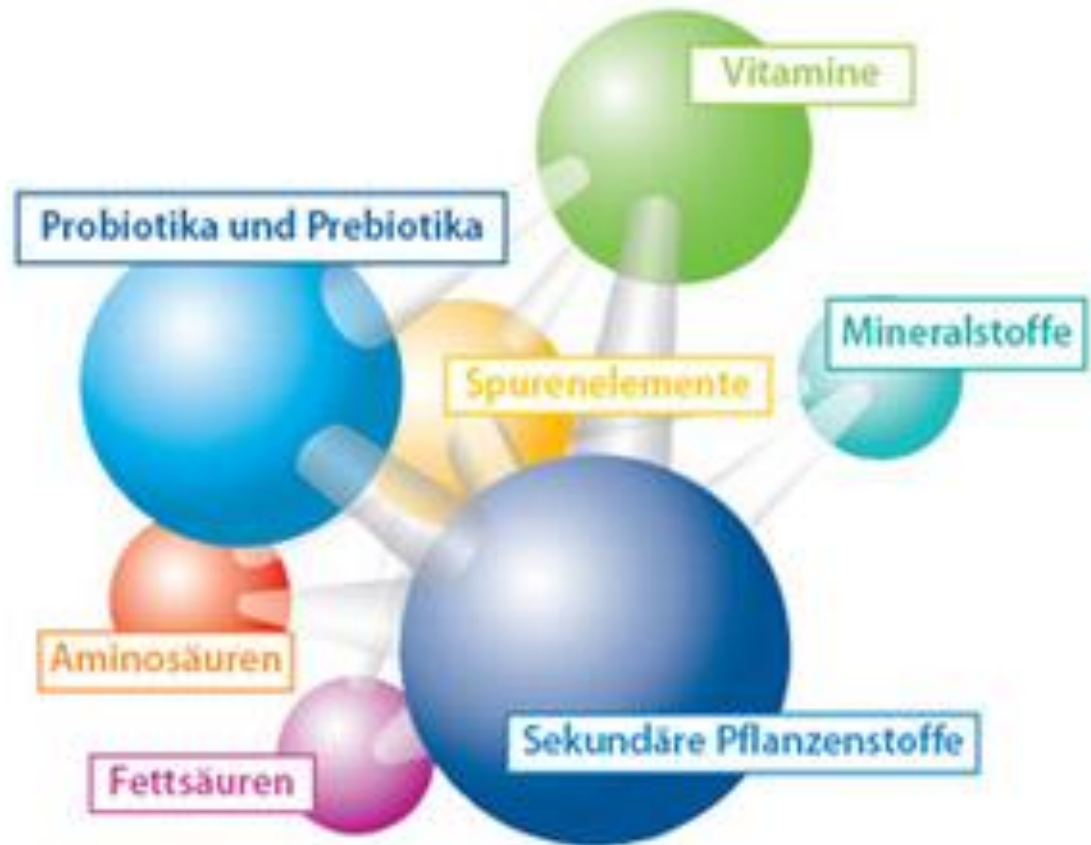 Vitamine
Probiotika und Prebiotika
Mineralstoffe
Spurenelemente
Aminosäuren
Sekundäre Pflanzenstoffe
Fettsäuren